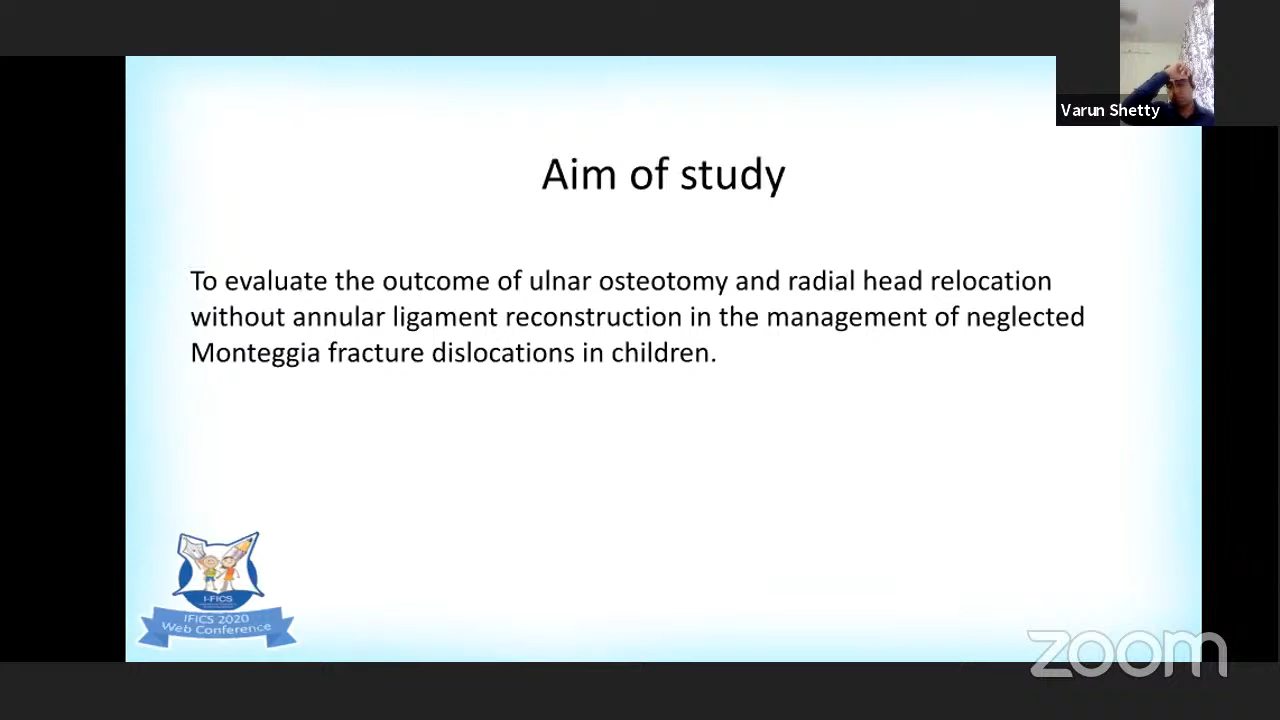 Varun Shetty
Aim of study
To evaluate the outcome of ulnar osteotomy and radial head relocation
without annular ligament reconstruction in the management of neglected
Monteggia fracture dislocations in children.
I-FICS
IFICS 2020
Web Conference
zoom